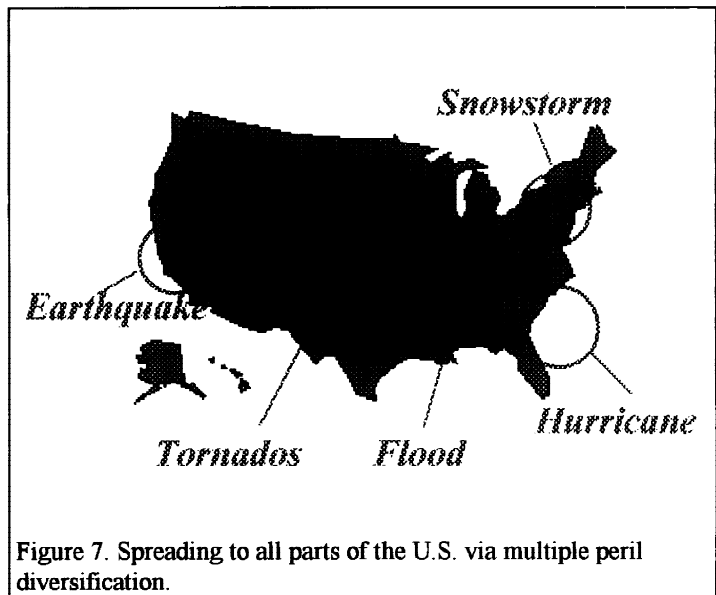 Snowstorm
Earthquake
Hurricane
Tornados
Flood
Figure 7. Spreading to all parts of the U.S. via multiple peril
diversification.